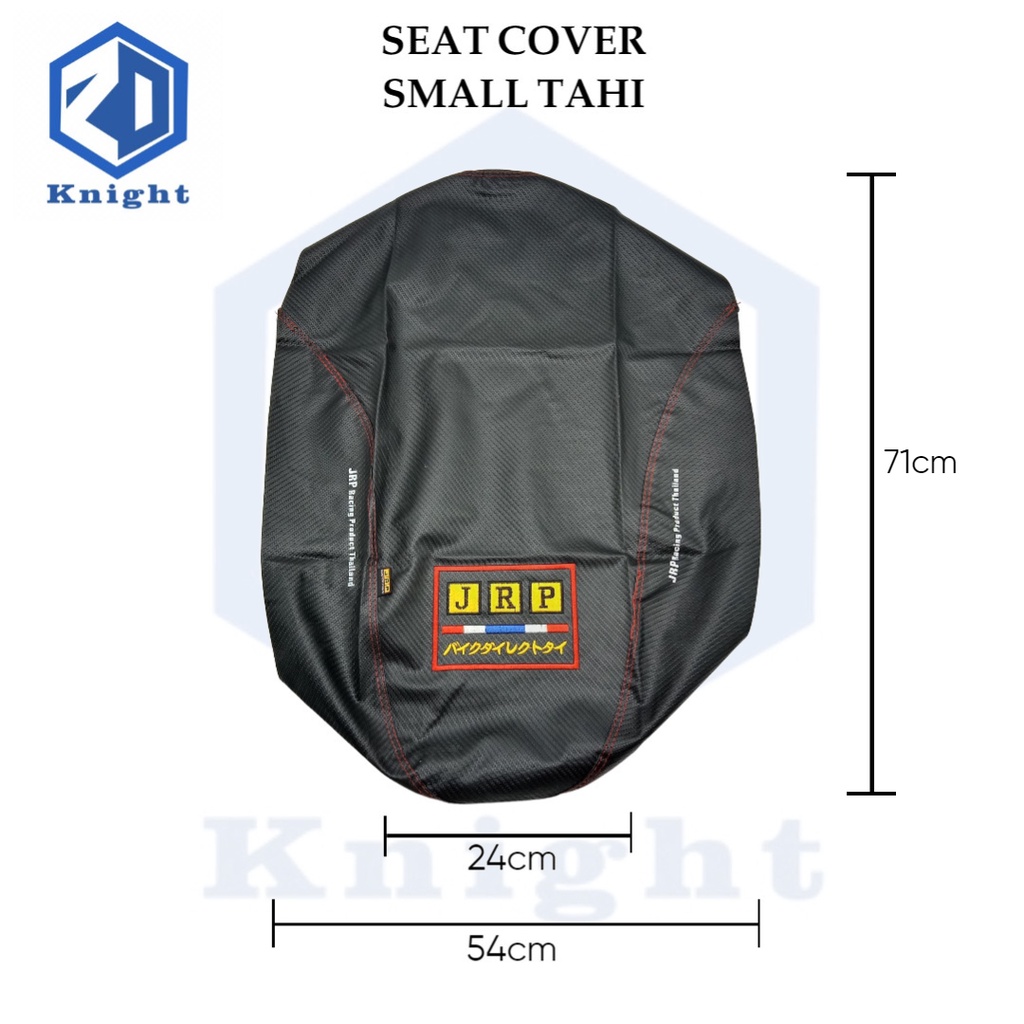 SEAT COVER
SMALL TAHI
Knight
71cm
JRP Racing Product Thailand
JRP Racing Product Thailand
J R P
バイクダイレクトタイ
24cm
Knight
54cm